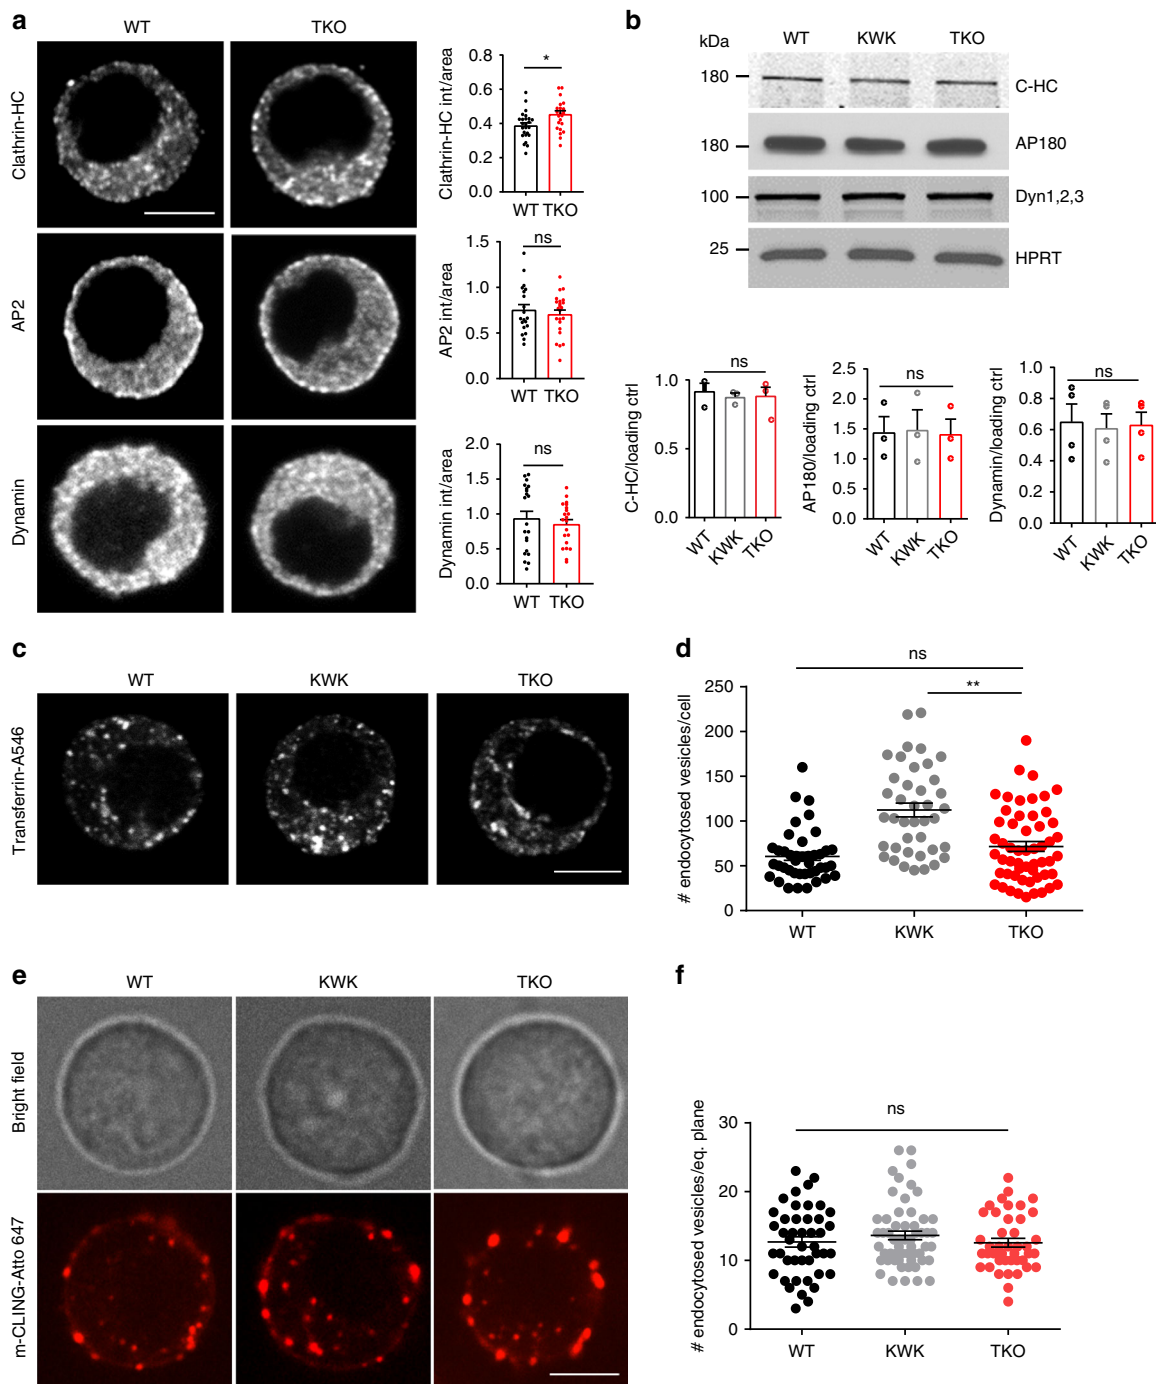 a
WT
TKO
Clathrin-HC
AP2
Dynamin
Clathrin-HC int/area
0.8
0.6
0.4
0.2
0.0
*
WT TKO
AP2 int/area
1.5
1.0
0.5
0.0
ns
WT TKO
Dynamin int/area
2.0
1.5
1.0
0.5
0.0
ns
WT TKO
b
kDa
WT
KWK
TKO
180
C-HC
180
AP180
100
Dyn1,2,3
25
HPRT
C-HC/loading ctrl
1.0
0.5
0.0
ns
WT
KWK
TKO
AP180/loading ctrl
2.5
2.0
1.5
1.0
0.5
0.0
ns
WT
KWK
TKO
Dynamin/loading ctrl
1.0
0.8
0.6
0.4
0.2
0.0
ns
WT
KWK
TKO
c
WT
KWK
TKO
Transferrin-A546
d
# endocytosed vesicles/cell
250
200
150
100
50
0
ns
**
WT
KWK
TKO
e
WT
KWK
TKO
Bright field
m-CLING-Atto 647
f
# endocytosed vesicles/eq. plane
30
20
10
0
ns
WT
KWK
TKO